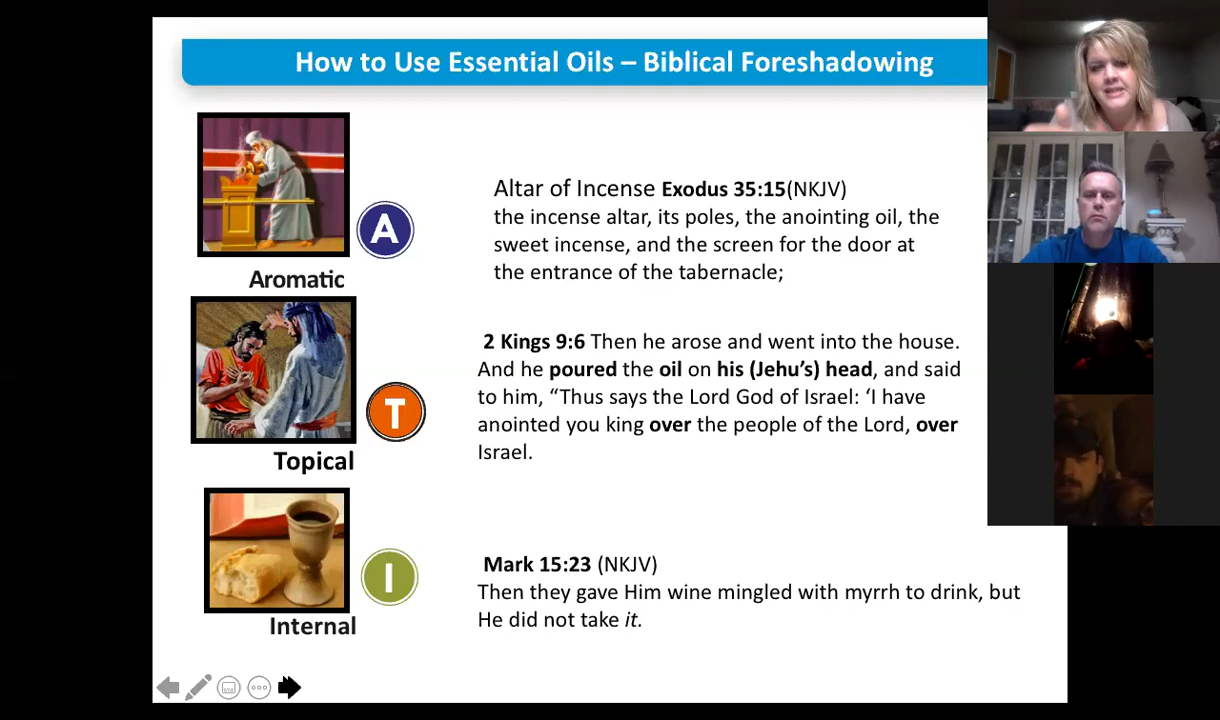 How to Use Essential Oils – Biblical Foreshadowing
A
Aromatic
Altar of Incense Exodus 35:15(NKJV)
the incense altar, its poles, the anointing oil, the
sweet incense, and the screen for the door at
the entrance of the tabernacle;
T
Topical
2 Kings 9:6 Then he arose and went into the house.
And he poured the oil on his (Jehu’s) head, and said
to him, “Thus says the Lord God of Israel: ‘I have
anointed you king over the people of the Lord, over
Israel.
I
Internal
Mark 15:23 (NKJV)
Then they gave Him wine mingled with myrrh to drink, but
He did not take it.